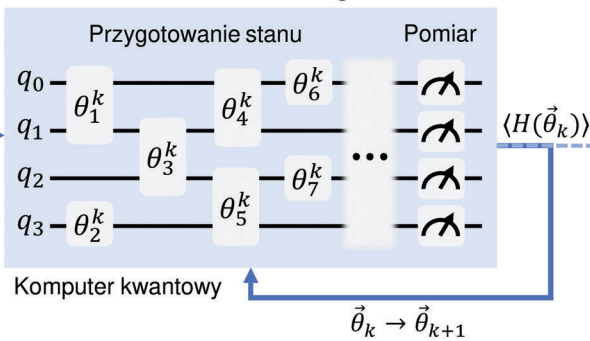 Przygotowanie stanu
Pomiar
q₀
q₁
q₂
q₃
θ₁ᵏ
θ₂ᵏ
θ₃ᵏ
θ₄ᵏ
θ₅ᵏ
θ₆ᵏ
θ₇ᵏ
...
⟨H(θ⃗ₖ)⟩
Komputer kwantowy
θ⃗ₖ → θ⃗ₖ₊₁